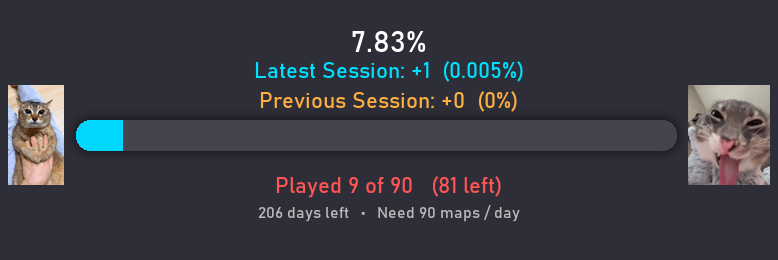 7.83%
Latest Session: +1 (0.005%)
Previous Session: +0 (0%)
Played 9 of 90 (81 left)
206 days left • Need 90 maps / day